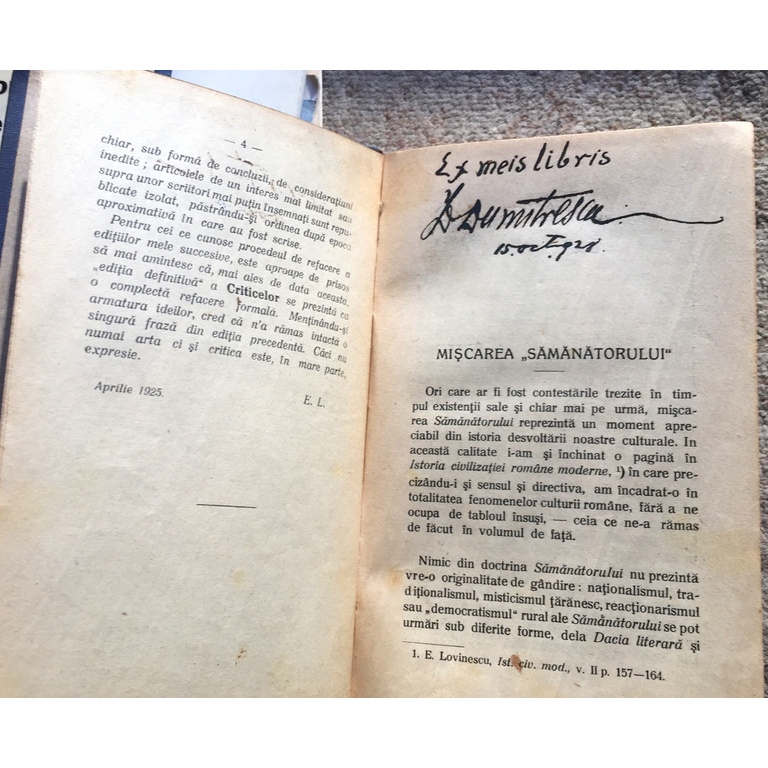 — 4 —
chiar, sub formă de concluzii, de considerațiuni
inedite ; articolele de un interes mai limitat sau
supra unor scriitori mai puțin însemnați sunt repu-
blicate izolat, păstrându-și ordinea după epoca
aproximativă în care au fost scrise.
Pentru cei ce cunosc procedeul de refacere a
edițiilor mele succesive, este aproape de prisos
să mai amintesc că, mai ales de data aceasta,
„ediția definitivă" a Criticelor se prezintă ca
o complectă refacere formală. Menținându-și
armatura ideilor, cred că n'a rămas intactă o
singură frază din ediția precedentă. Căci nu
numai arta ci și critica este, în mare parte,
expresie.
Aprilie 1925.
E. L.
Ex meis libris
Dumitrescu
15.oct.928.
MIȘCAREA „SĂMĂNĂTORULUI"
Ori care ar fi fost contestările trezite în tim-
pul existenții sale și chiar mai pe urmă, mișca-
rea Sămănătorului reprezintă un moment apre-
ciabil din istoria desvoltării noastre culturale. In
această calitate i-am și închinat o pagină în
Istoria civilizației române moderne, ¹) în care pre-
cizându-i și sensul și directiva, am încadrat-o în
totalitatea fenomenelor culturii române, fără a ne
ocupa de tabloul însuși, — ceia ce ne-a rămas
de făcut în volumul de față.
Nimic din doctrina Sămănătorului nu prezintă
vre-o originalitate de gândire : naționalismul, tra-
diționalismul, misticismul țărănesc, reacționarismul
sau „democratismul" rural ale Sămănătorului se pot
urmări sub diferite forme, dela Dacia literară și
1. E. Lovinescu, Ist. civ. mod., v. II p. 157—164.